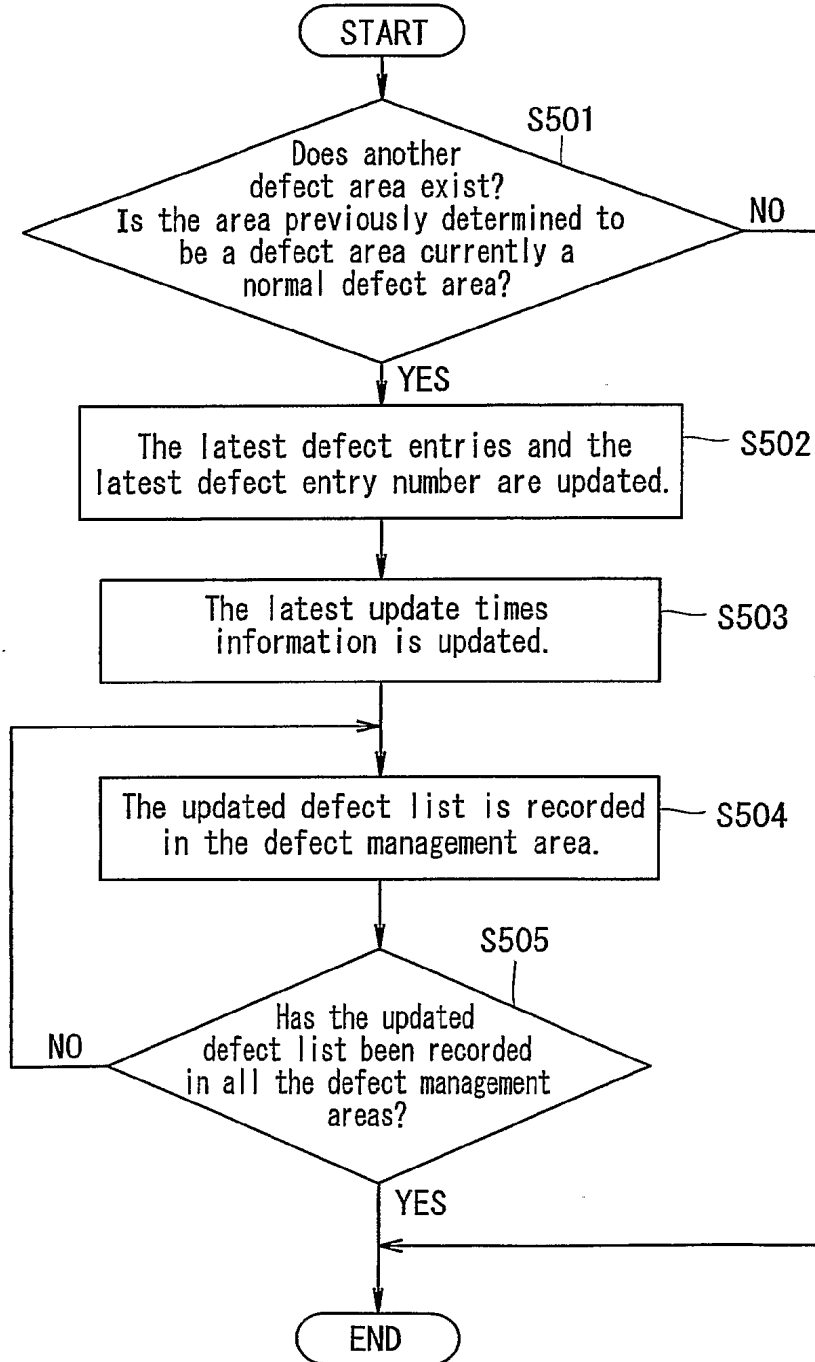 START
S501
Does another
defect area exist?
Is the area previously determined to
be a defect area currently a
normal defect area?
NO
YES
The latest defect entries and the
latest defect entry number are updated.
S502
The latest update times
information is updated.
S503
The updated defect list is recorded
in the defect management area.
S504
S505
Has the updated
defect list been recorded
in all the defect management
areas?
NO
YES
END